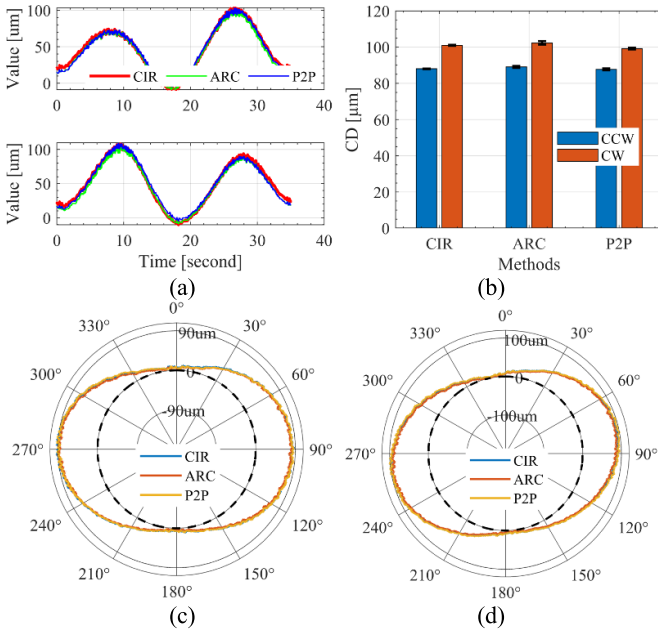 100
50
0
Value [um]
CIR
ARC
P2P
0
10
20
30
40
100
50
0
Value [um]
0
10
20
30
40
Time [second]
(a)
120
100
80
60
40
20
0
CD [μm]
CCW
CW
CIR
ARC
P2P
Methods
(b)
0°
30°
60°
90°
120°
150°
180°
210°
240°
270°
300°
330°
90um
0
-90um
CIR
ARC
P2P
(c)
0°
30°
60°
90°
120°
150°
180°
210°
240°
270°
300°
330°
100um
0
-100um
CIR
ARC
P2P
(d)